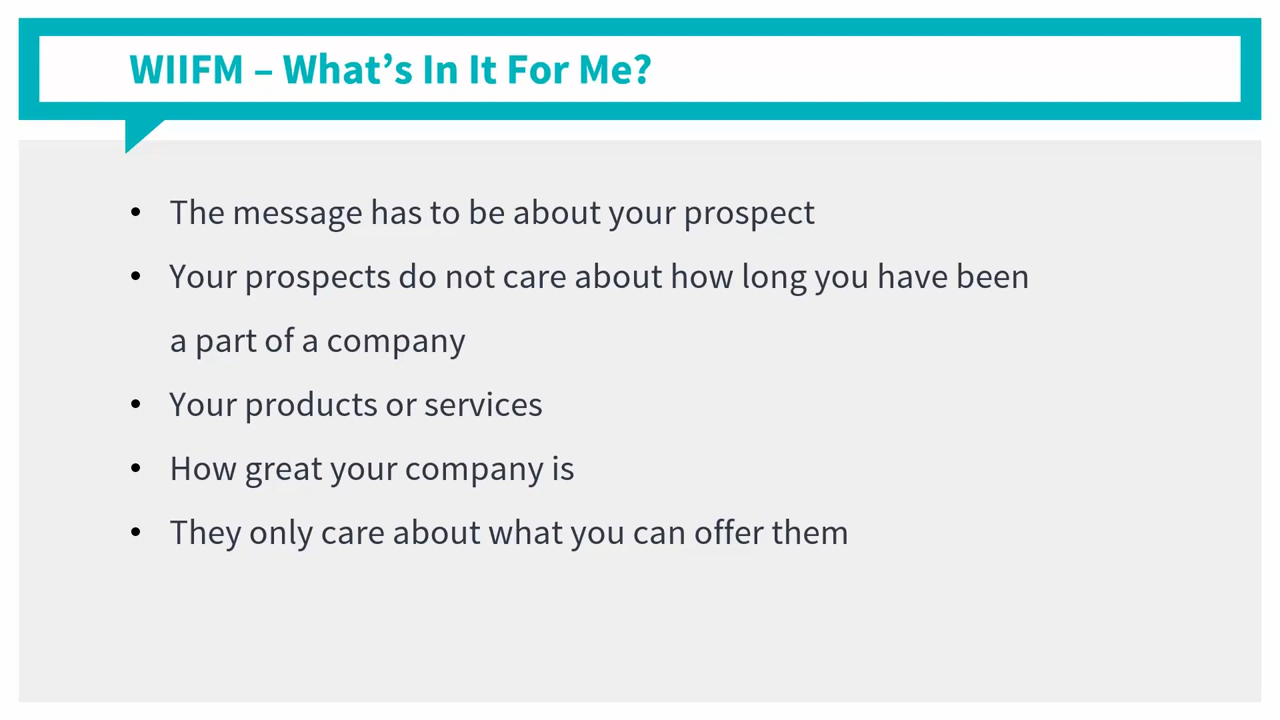 WIIFM – What’s In It For Me?
• The message has to be about your prospect
• Your prospects do not care about how long you have been
a part of a company
• Your products or services
• How great your company is
• They only care about what you can offer them